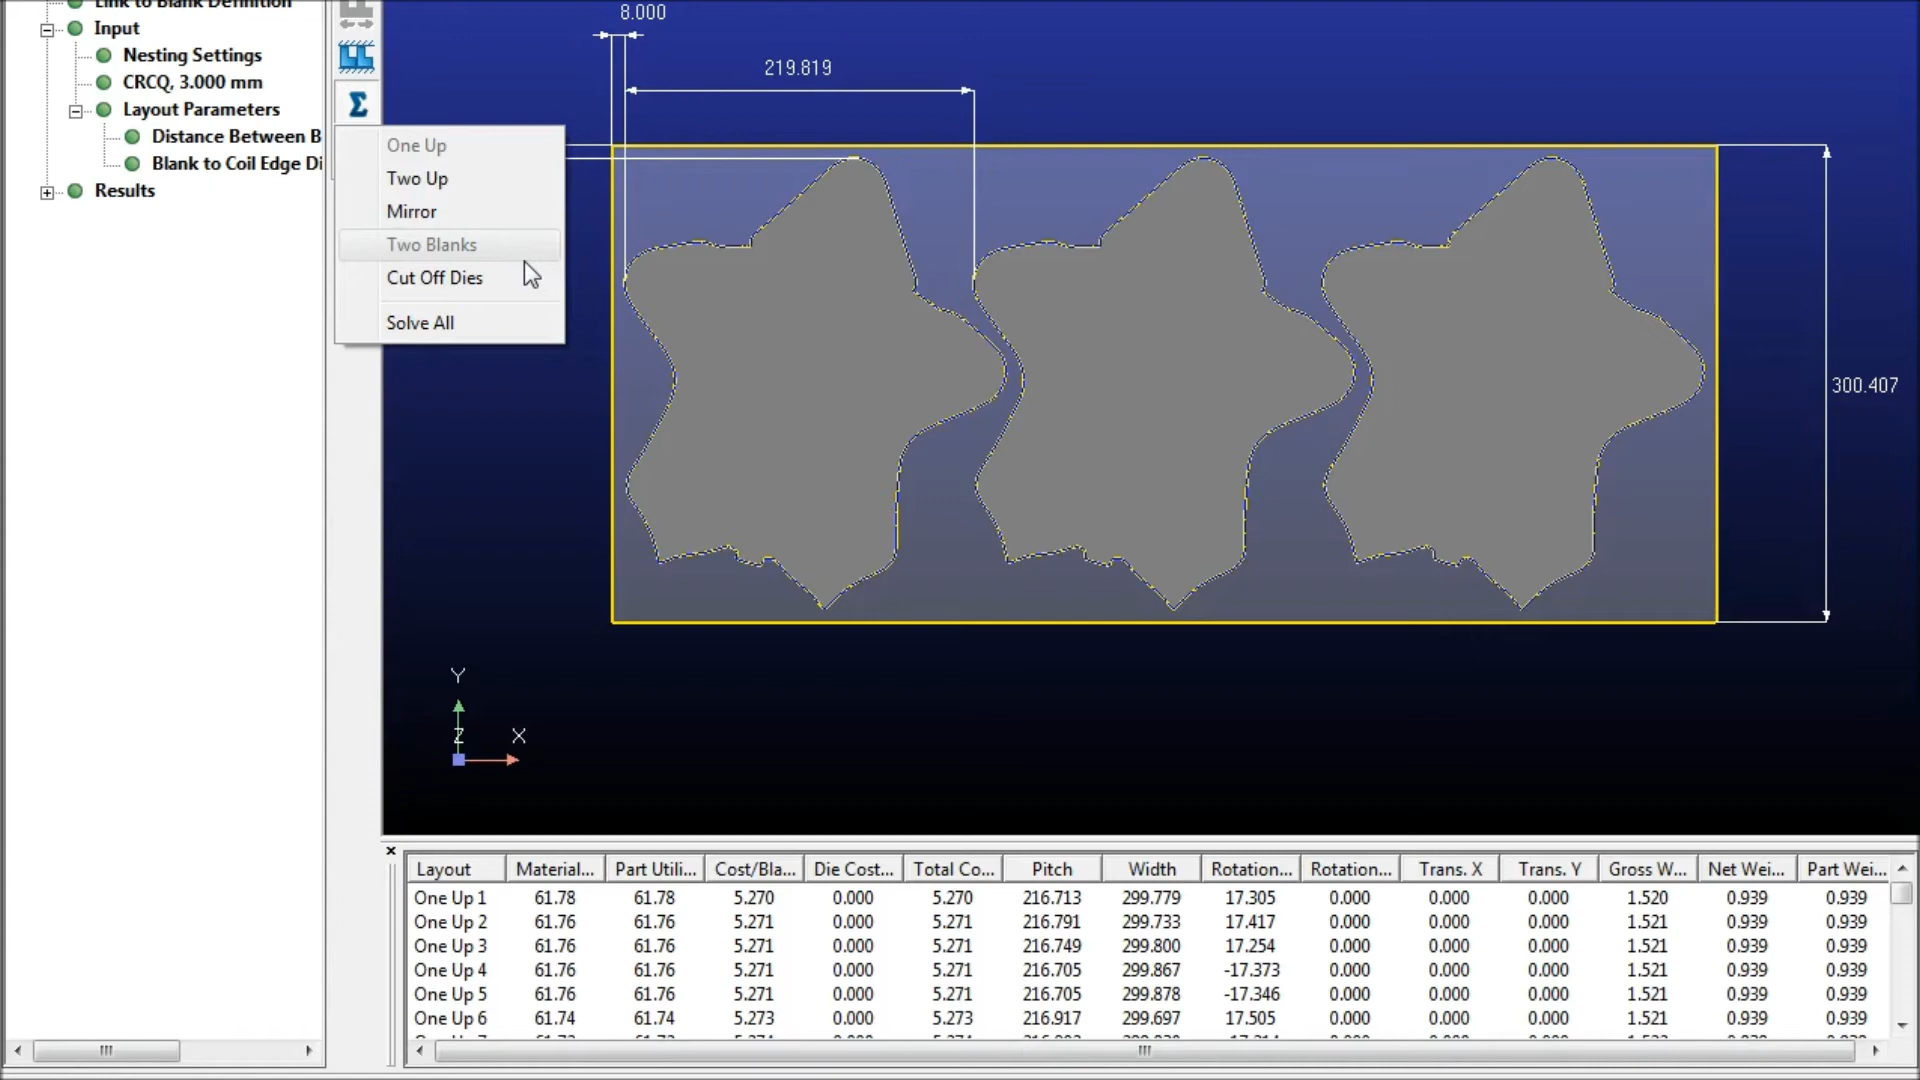 Link to Blank Definition
Input
Nesting Settings
CRCQ, 3.000 mm
Layout Parameters
Distance Between B
Blank to Coil Edge Di
Results
Σ
One Up
Two Up
Mirror
Two Blanks
Cut Off Dies
Solve All
8.000
219.819
300.407
Y
Z X
Layout Material... Part Utili... Cost/Bla... Die Cost... Total Co... Pitch Width Rotation... Rotation... Trans. X Trans. Y Gross W... Net Wei... Part Wei...
One Up 1 61.78 61.78 5.270 0.000 5.270 216.713 299.779 17.305 0.000 0.000 0.000 1.520 0.939 0.939
One Up 2 61.76 61.76 5.271 0.000 5.271 216.791 299.733 17.417 0.000 0.000 0.000 1.521 0.939 0.939
One Up 3 61.76 61.76 5.271 0.000 5.271 216.749 299.800 17.254 0.000 0.000 0.000 1.521 0.939 0.939
One Up 4 61.76 61.76 5.271 0.000 5.271 216.705 299.867 -17.373 0.000 0.000 0.000 1.521 0.939 0.939
One Up 5 61.76 61.76 5.271 0.000 5.271 216.705 299.878 -17.346 0.000 0.000 0.000 1.521 0.939 0.939
One Up 6 61.74 61.74 5.273 0.000 5.273 216.917 299.697 17.505 0.000 0.000 0.000 1.521 0.939 0.939